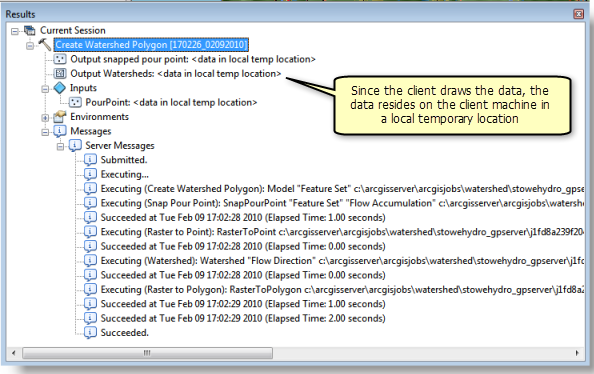 Results
Current Session
Create Watershed Polygon [170226_02092010]
Output snapped pour point: <data in local temp location>
Output Watersheds: <data in local temp location>
Inputs
PourPoint: <data in local temp location>
Environments
Messages
Server Messages
Submitted.
Executing...
Executing (Create Watershed Polygon): Model "Feature Set" c:\arcgisserver\arcgisjobs\watershed\stowehydro_gpse
Executing (Snap Pour Point): SnapPourPoint "Feature Set" "Flow Accumulation" c:\arcgisserver\arcgisjobs\watersh
Succeeded at Tue Feb 09 17:02:28 2010 (Elapsed Time: 1.00 seconds)
Executing (Raster to Point): RasterToPoint c:\arcgisserver\arcgisjobs\watershed\stowehydro_gpserver\j1fd8a239f20
Succeeded at Tue Feb 09 17:02:28 2010 (Elapsed Time: 0.00 seconds)
Executing (Watershed): Watershed "Flow Direction" c:\arcgisserver\arcgisjobs\watershed\stowehydro_gpserver\j1fc
Succeeded at Tue Feb 09 17:02:28 2010 (Elapsed Time: 0.00 seconds)
Executing (Raster to Polygon): RasterToPolygon c:\arcgisserver\arcgisjobs\watershed\stowehydro_gpserver\j1fd8a2
Succeeded at Tue Feb 09 17:02:29 2010 (Elapsed Time: 1.00 seconds)
Succeeded at Tue Feb 09 17:02:29 2010 (Elapsed Time: 2.00 seconds)
Succeeded.
Since the client draws the data, the
data resides on the client machine in
a local temporary location